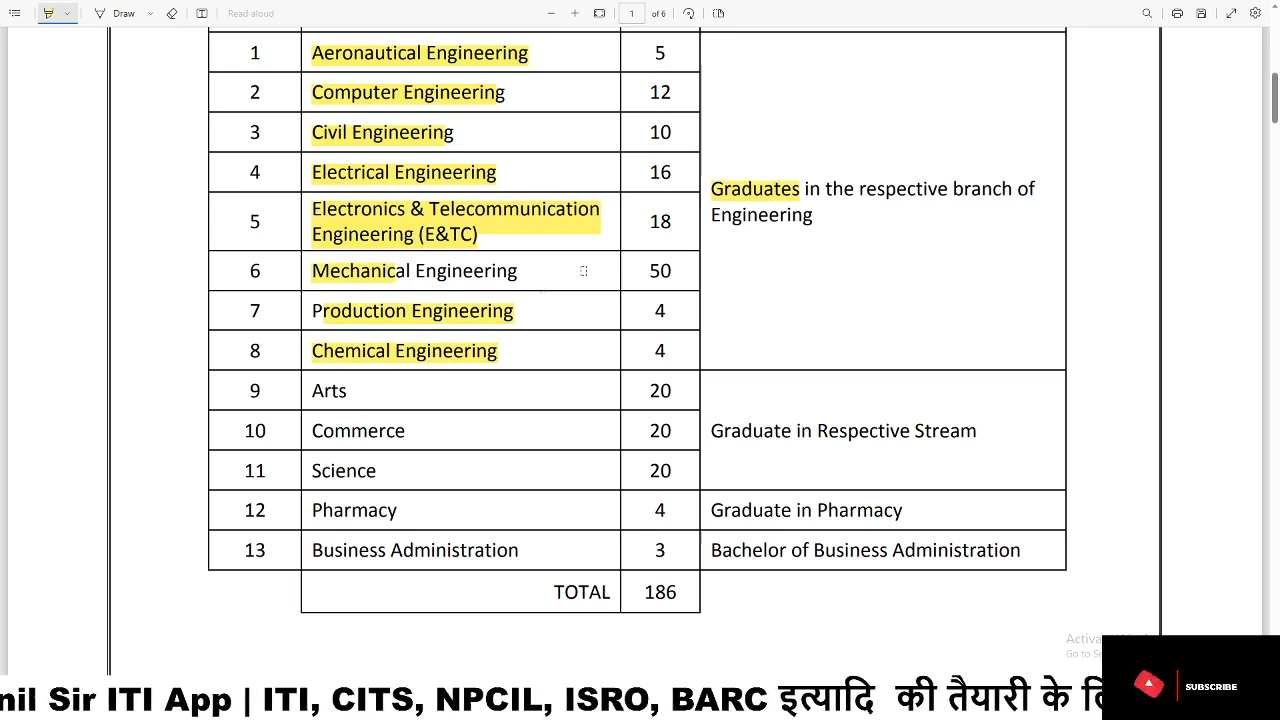 Draw
Read aloud
1 of 6
1 Aeronautical Engineering 5
2 Computer Engineering 12
3 Civil Engineering 10
4 Electrical Engineering 16
Graduates in the respective branch of
Engineering
5 Electronics & Telecommunication
Engineering (E&TC) 18
6 Mechanical Engineering 50
7 Production Engineering 4
8 Chemical Engineering 4
9 Arts 20
10 Commerce 20 Graduate in Respective Stream
11 Science 20
12 Pharmacy 4 Graduate in Pharmacy
13 Business Administration 3 Bachelor of Business Administration
TOTAL 186
Go to
nil Sir ITI App | ITI, CITS, NPCIL, ISRO, BARC इत्यादि की तैयारी के
SUBSCRIBE